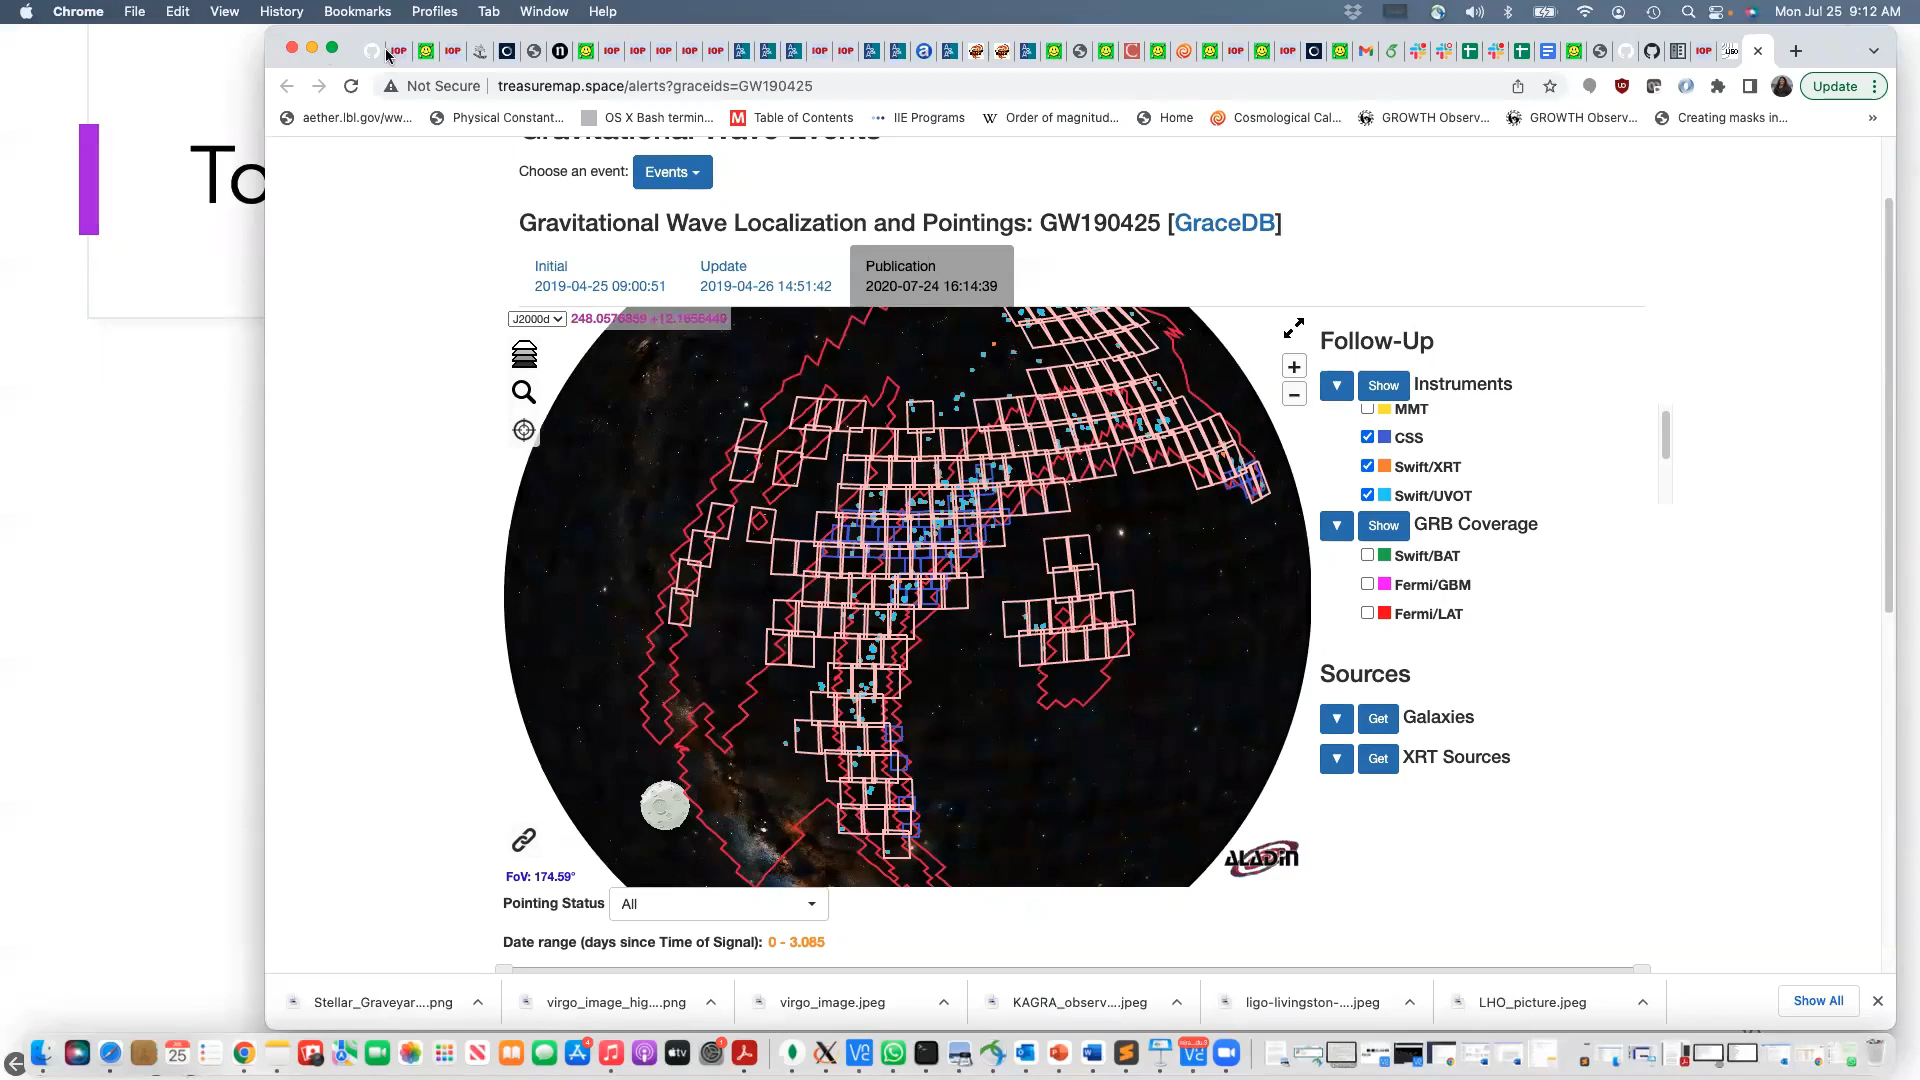 Chrome File Edit View History Bookmarks Profiles Tab Window Help Mon Jul 25 9:12 AM
Not Secure treasuremap.space/alerts?graceids=GW190425 Update
aether.lbl.gov/ww... Physical Constant... OS X Bash termin... Table of Contents IIE Programs Order of magnitud... Home Cosmological Cal... GROWTH Observ... GROWTH Observ... Creating masks in... »
Gravitational Wave Events
Choose an event: Events
To
Gravitational Wave Localization and Pointings: GW190425 [GraceDB]
Initial Update Publication
2019-04-25 09:00:51 2019-04-26 14:51:42 2020-07-24 16:14:39
J2000d 248.0576859 +12.1656449
Follow-Up
Show Instruments
MMT
CSS
Swift/XRT
Swift/UVOT
Show GRB Coverage
Swift/BAT
Fermi/GBM
Fermi/LAT
Sources
Get Galaxies
Get XRT Sources
ALADIN
FoV: 174.59°
Pointing Status All
Date range (days since Time of Signal): 0 - 3.085
Stellar_Graveyar....png virgo_image_hig....png virgo_image.jpeg KAGRA_observ....jpeg ligo-livingston-....jpeg LHO_picture.jpeg Show All